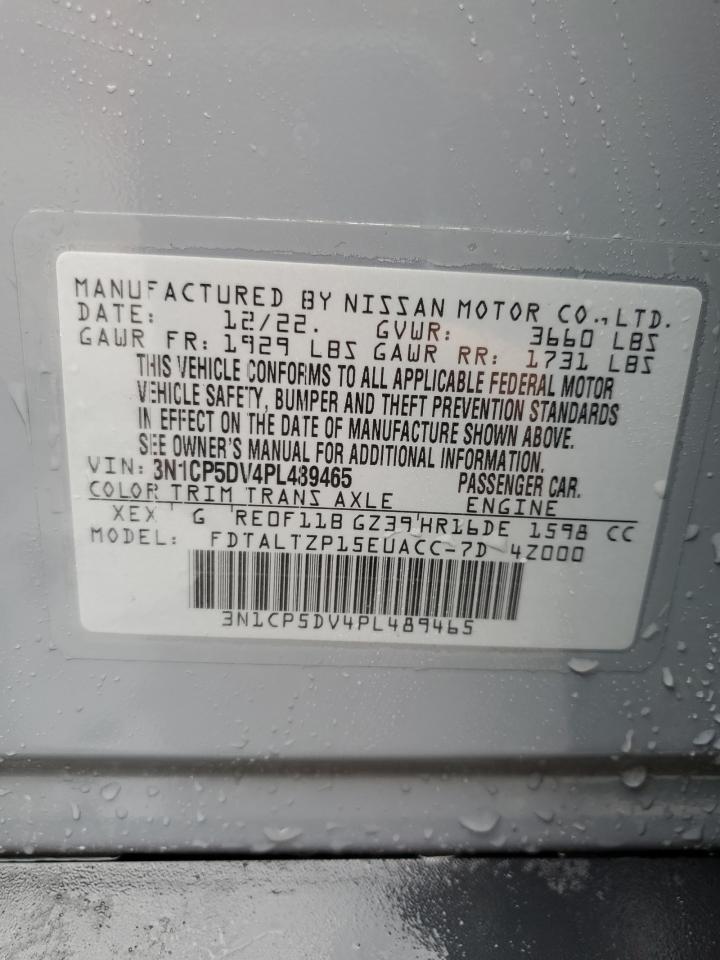 MANUFACTURED BY NISSAN MOTOR CO., LTD.
DATE: 12/22. GVWR: 3660 LBS
GAWR FR: 1929 LBS GAWR RR: 1731 LBS
THIS VEHICLE CONFORMS TO ALL APPLICABLE FEDERAL MOTOR
VEHICLE SAFETY, BUMPER AND THEFT PREVENTION STANDARDS
IN EFFECT ON THE DATE OF MANUFACTURE SHOWN ABOVE.
SEE OWNER'S MANUAL FOR ADDITIONAL INFORMATION.
VIN: 3N1CP5DV4PL489465 PASSENGER CAR.
COLOR TRIM TRANS AXLE ENGINE
XEX G RE0F11B GZ39 HR16DE 1598 CC
MODEL: FDTALTZP15EUACC-7D 4Z000
3N1CP5DV4PL489465